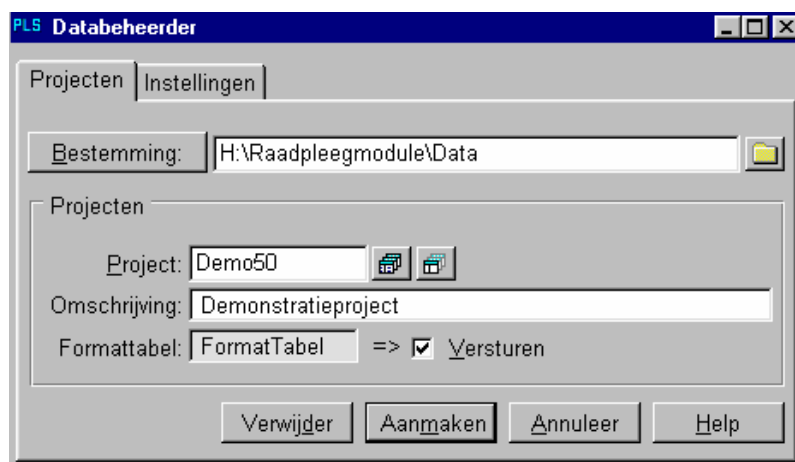 PLS Databeheerder
Projecten Instellingen
Bestemming: H:\Raadpleegmodule\Data
Projecten
Project: Demo50
Omschrijving: Demonstratieproject
Formattabel: FormatTabel => Versturen
Verwijder Aanmaken Annuleer Help